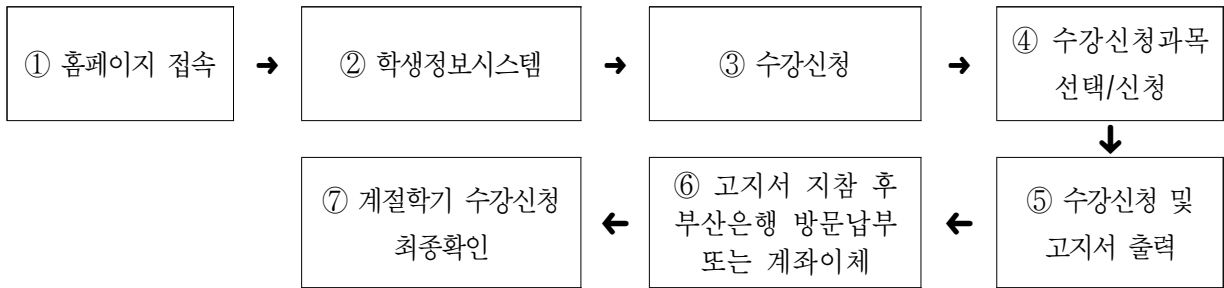 ① 홈페이지 접속
➜
② 학생정보시스템
➜
③ 수강신청
➜
④ 수강신청과목
선택/신청
⑤ 수강신청 및
고지서 출력
⑥ 고지서 지참 후
부산은행 방문납부
또는 계좌이체
⑦ 계절학기 수강신청
최종확인